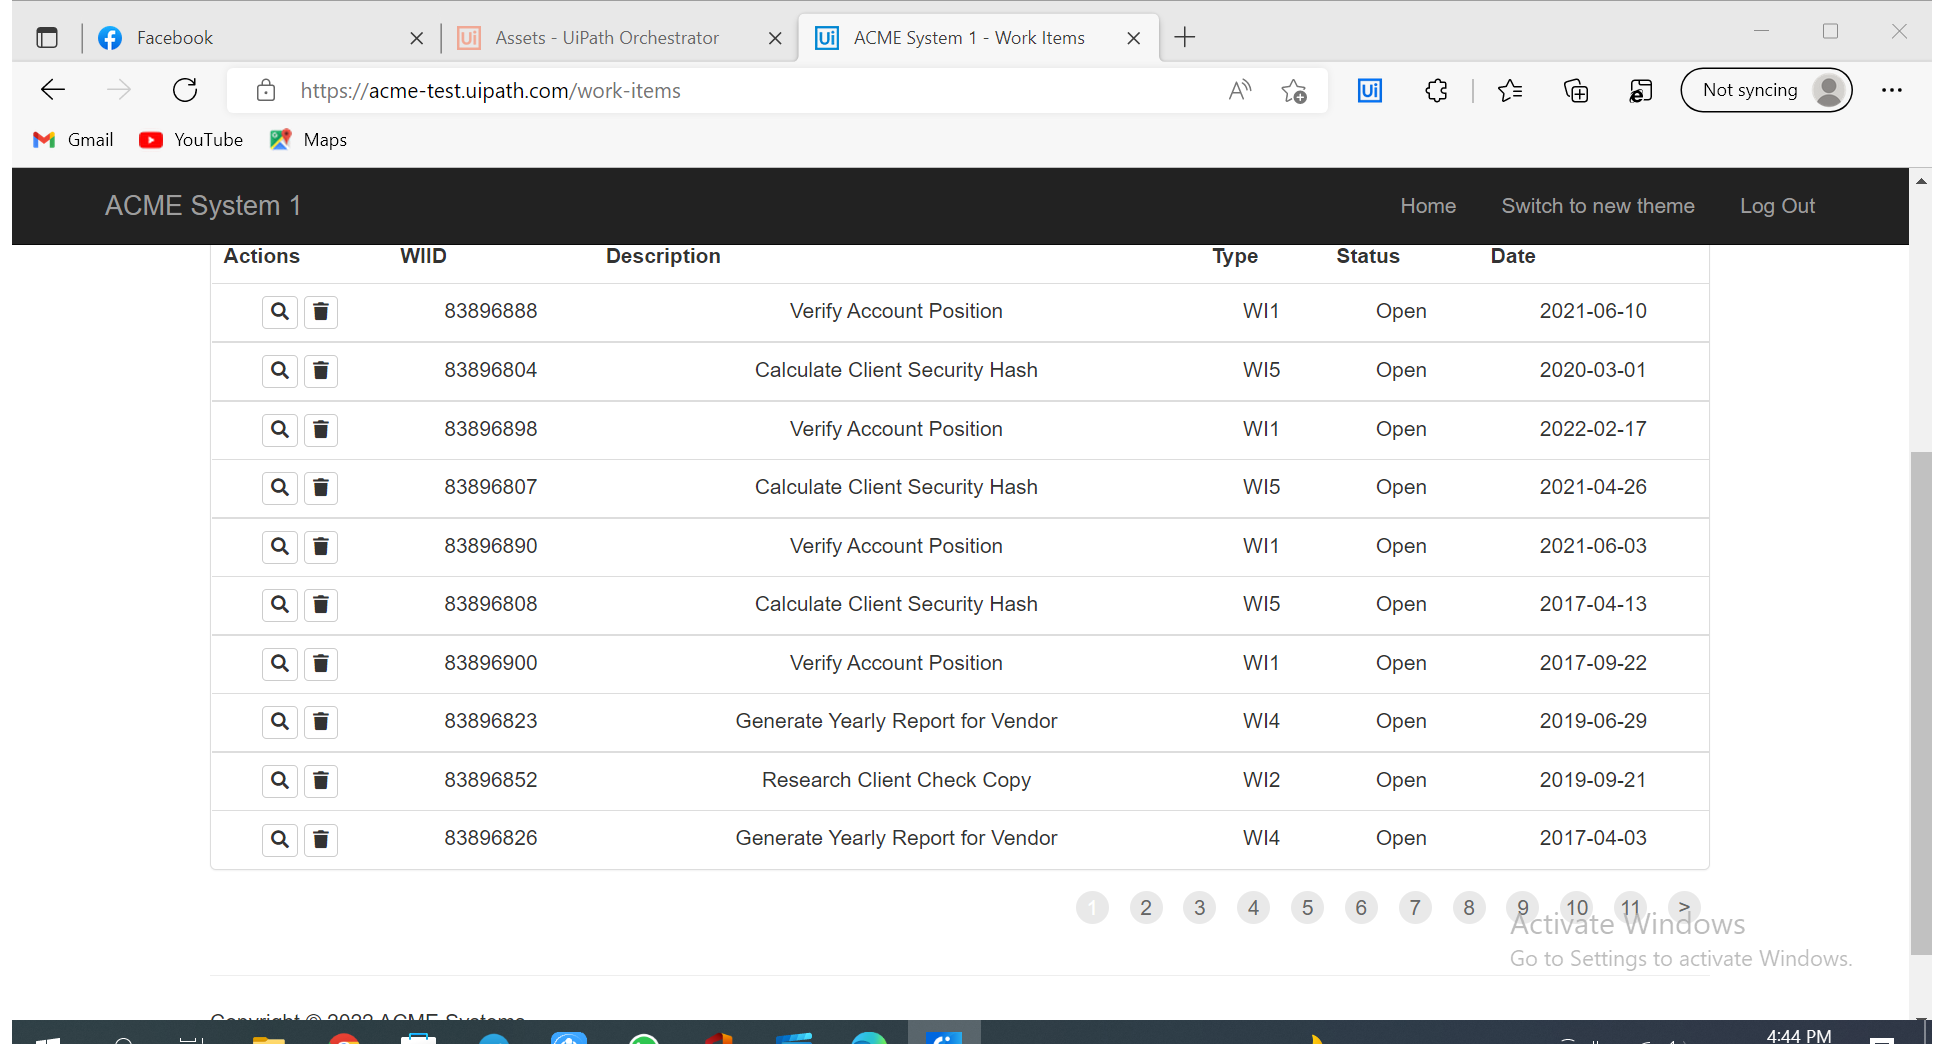 Facebook
Assets - UiPath Orchestrator
ACME System 1 - Work Items
https://acme-test.uipath.com/work-items
Not syncing
Gmail YouTube Maps
ACME System 1 Home Switch to new theme Log Out
Actions WIID Description Type Status Date
83896888 Verify Account Position WI1 Open 2021-06-10
83896804 Calculate Client Security Hash WI5 Open 2020-03-01
83896898 Verify Account Position WI1 Open 2022-02-17
83896807 Calculate Client Security Hash WI5 Open 2021-04-26
83896890 Verify Account Position WI1 Open 2021-06-03
83896808 Calculate Client Security Hash WI5 Open 2017-04-13
83896900 Verify Account Position WI1 Open 2017-09-22
83896823 Generate Yearly Report for Vendor WI4 Open 2019-06-29
83896852 Research Client Check Copy WI2 Open 2019-09-21
83896826 Generate Yearly Report for Vendor WI4 Open 2017-04-03
1 2 3 4 5 6 7 8 9 10 11 >
Activate Windows
Go to Settings to activate Windows.
Copyright © 2022 ACME Systems
4:44 PM